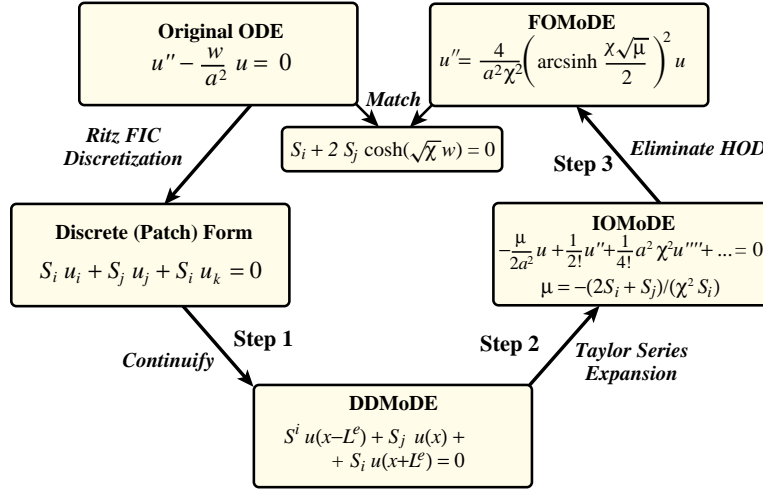 Original ODE
u'' − w/a² u = 0
FOMoDE
u'' = 4/a²χ² (arcsinh χ√μ/2)² u
Match
Ritz FIC
Discretization
S_i + 2 S_j cosh(√χ w) = 0
Step 3
Eliminate HOD
Discrete (Patch) Form
S_i u_i + S_j u_j + S_i u_k = 0
IOMoDE
−μ/2a² u + 1/2! u'' + 1/4! a² χ² u'''' + ... = 0
μ = −(2S_i + S_j)/(χ² S_i)
Step 1
Continuify
Step 2
Taylor Series
Expansion
DDMoDE
S^i u(x−L^e) + S_j u(x) +
+ S_i u(x+L^e) = 0